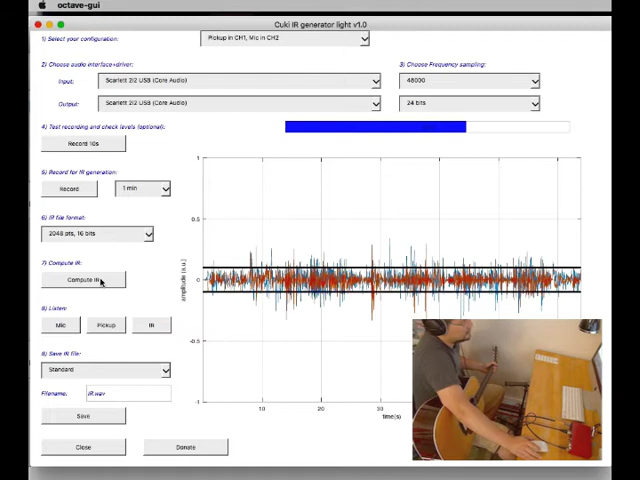 octave-gui
Cuki IR generator light v1.0
1) Select your configuration:
Pickup in CH1, Mic in CH2
2) Choose audio interface+driver:
3) Choose Frequency sampling:
Input:
Scarlett 2i2 USB (Core Audio)
48000
Output:
Scarlett 2i2 USB (Core Audio)
24 bits
4) Test recording and check levels (optional):
Record 10s
Record for IR generation:
Record
1 min
IR file format:
2048 pts, 16 bits
7) Compute IR:
Compute IR
Listen:
Mic
Pickup
IR
Save IR file:
Standard
Filename:
IR.wav
Save
Close
Donate
1
0.5
0
-0.5
-1
amplitude (a.u.)
10
20
30
time(s)